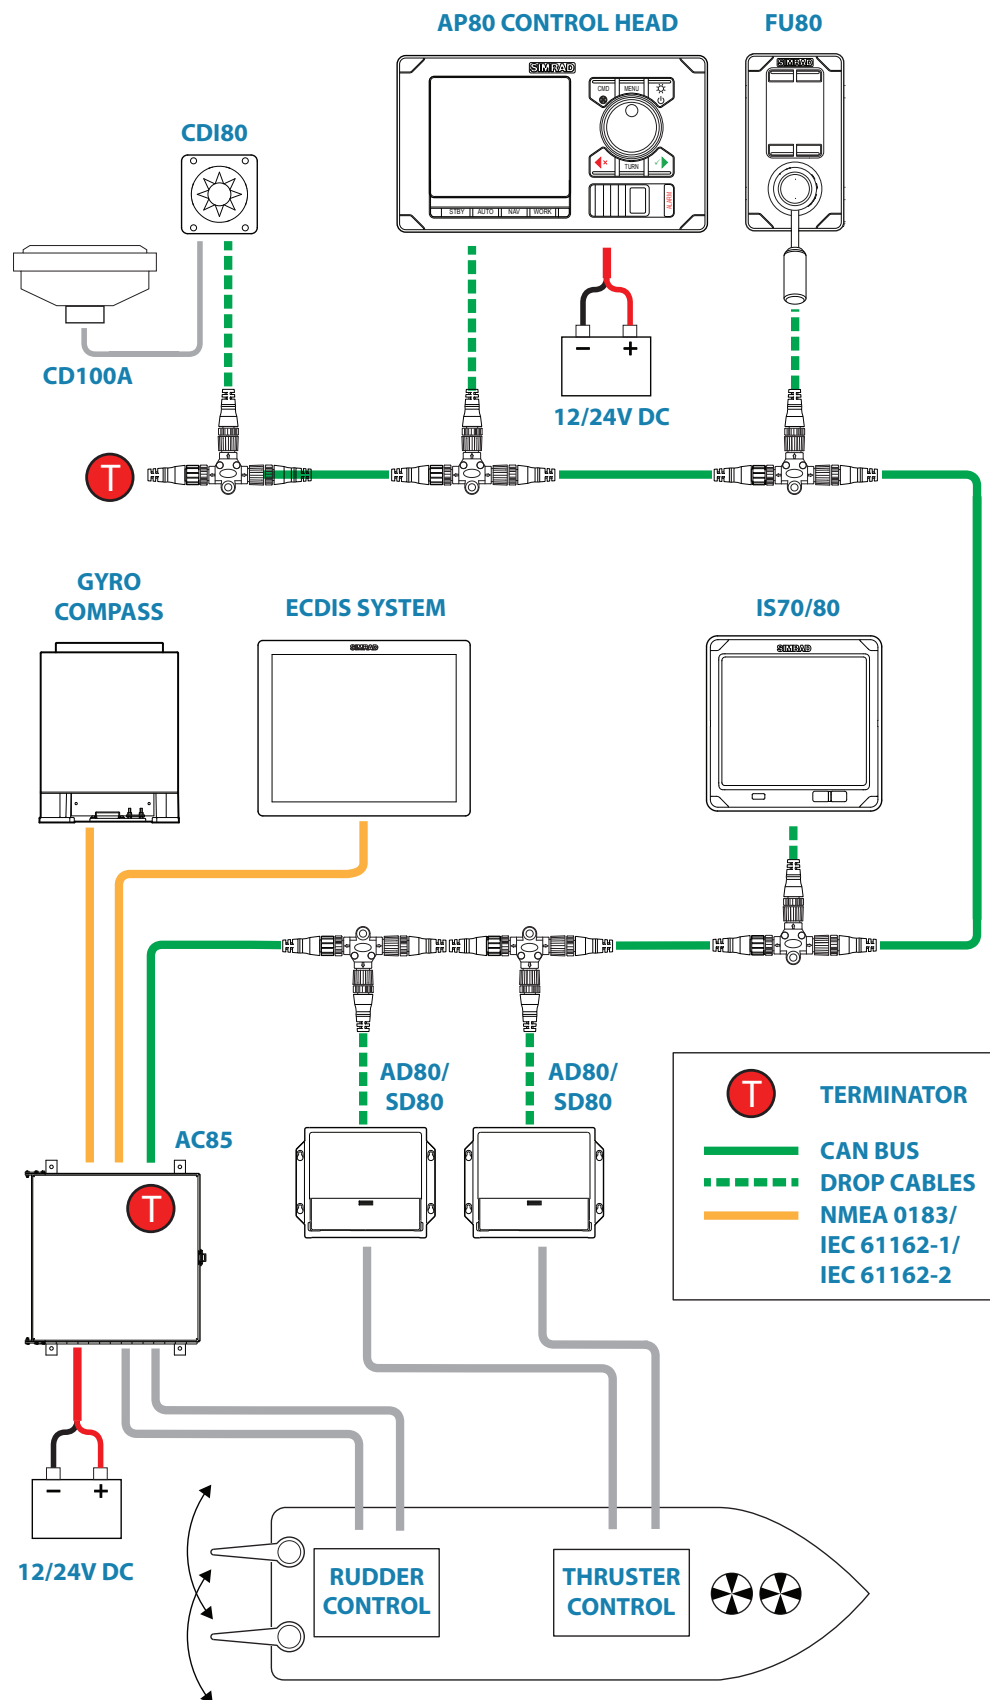 AP80 CONTROL HEAD
FU80
SIMRAD
SIMRAD
CMD
MENU
CDI80
TURN
ALARM
STBY
AUTO
NAV
WORK
CD100A
− +
12/24V DC
T
GYRO
COMPASS
ECDIS SYSTEM
IS70/80
SIMRAD
SIMRAD
AD80/
SD80
AD80/
SD80
T
TERMINATOR
CAN BUS
DROP CABLES
NMEA 0183/
IEC 61162-1/
IEC 61162-2
AC85
T
− +
12/24V DC
RUDDER
CONTROL
THRUSTER
CONTROL